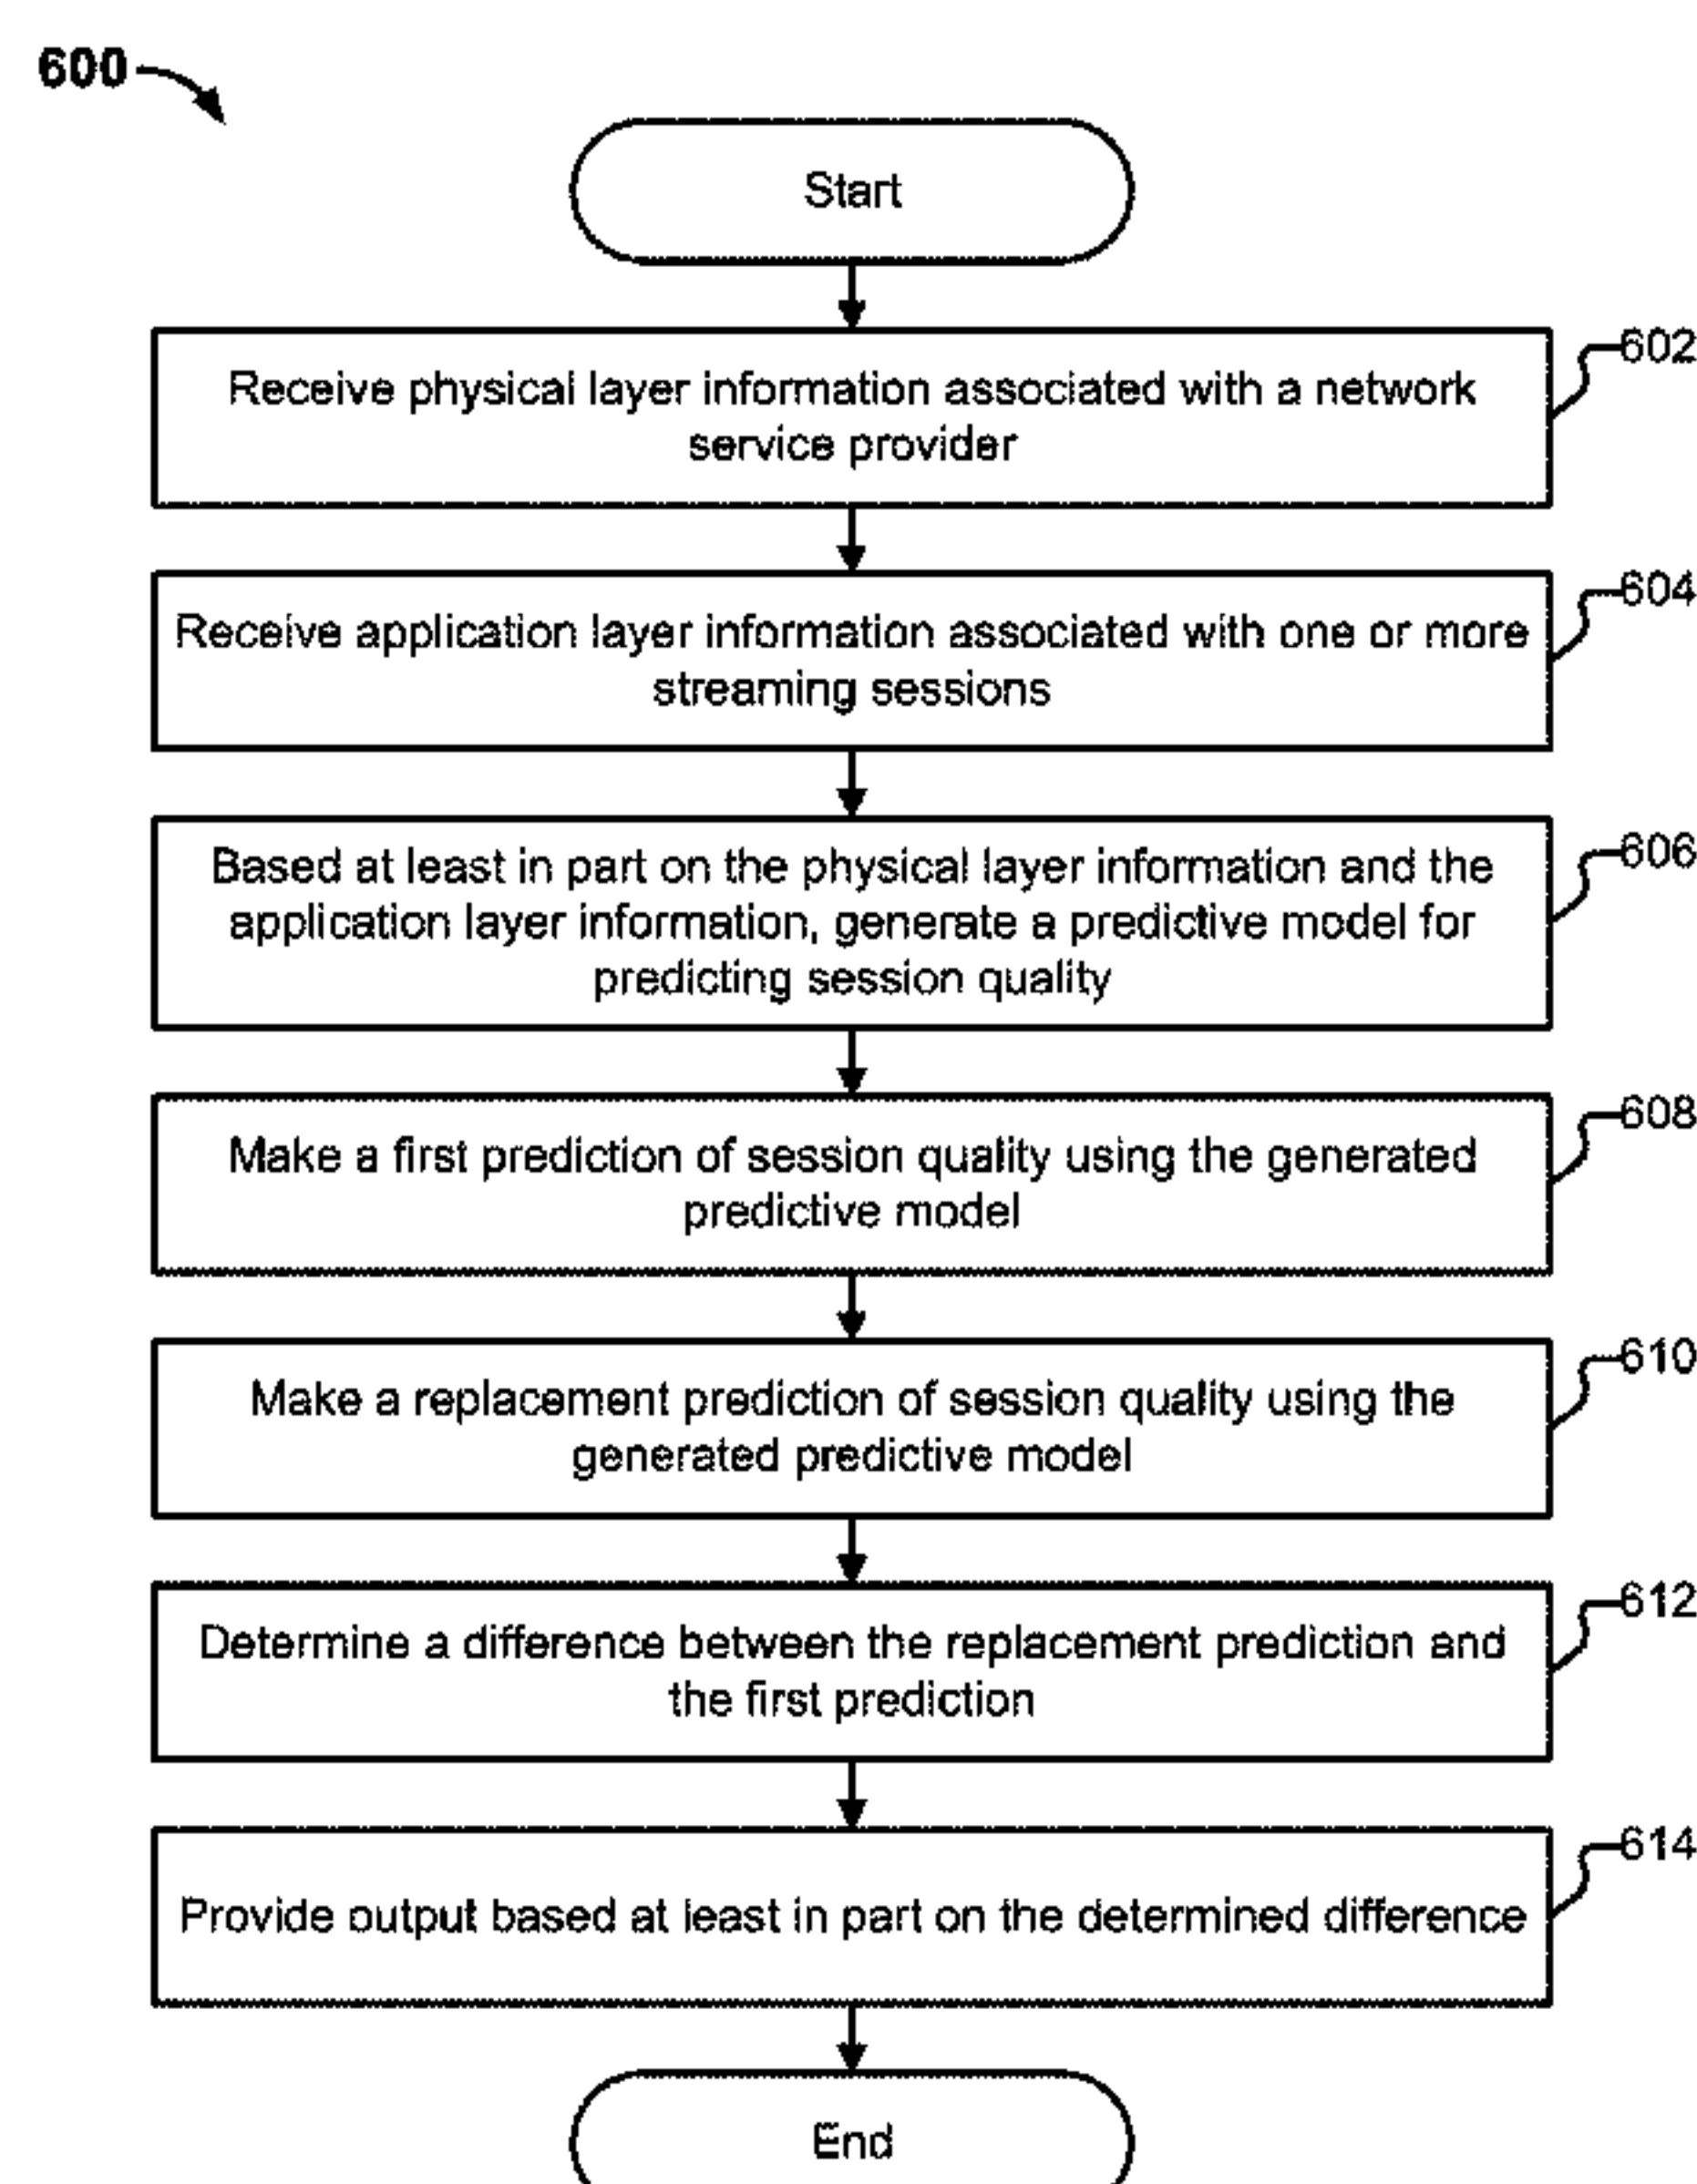 600
Start
602
Receive physical layer information associated with a network
service provider
604
Receive application layer information associated with one or more
streaming sessions
606
Based at least in part on the physical layer information and the
application layer information, generate a predictive model for
predicting session quality
608
Make a first prediction of session quality using the generated
predictive model
610
Make a replacement prediction of session quality using the
generated predictive model
612
Determine a difference between the replacement prediction and
the first prediction
614
Provide output based at least in part on the determined difference
End